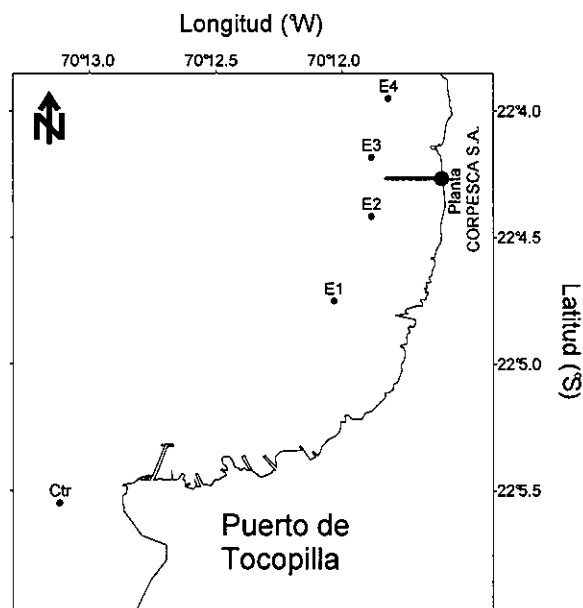 Longitud (°W)
70°13.0 70°12.5 70°12.0
E4
22°4.0
N
E3
Planta
CORPESCA S.A.
E2
22°4.5
E1
Latitud (°S)
22°5.0
Ctr
22°5.5
Puerto de
Tocopilla